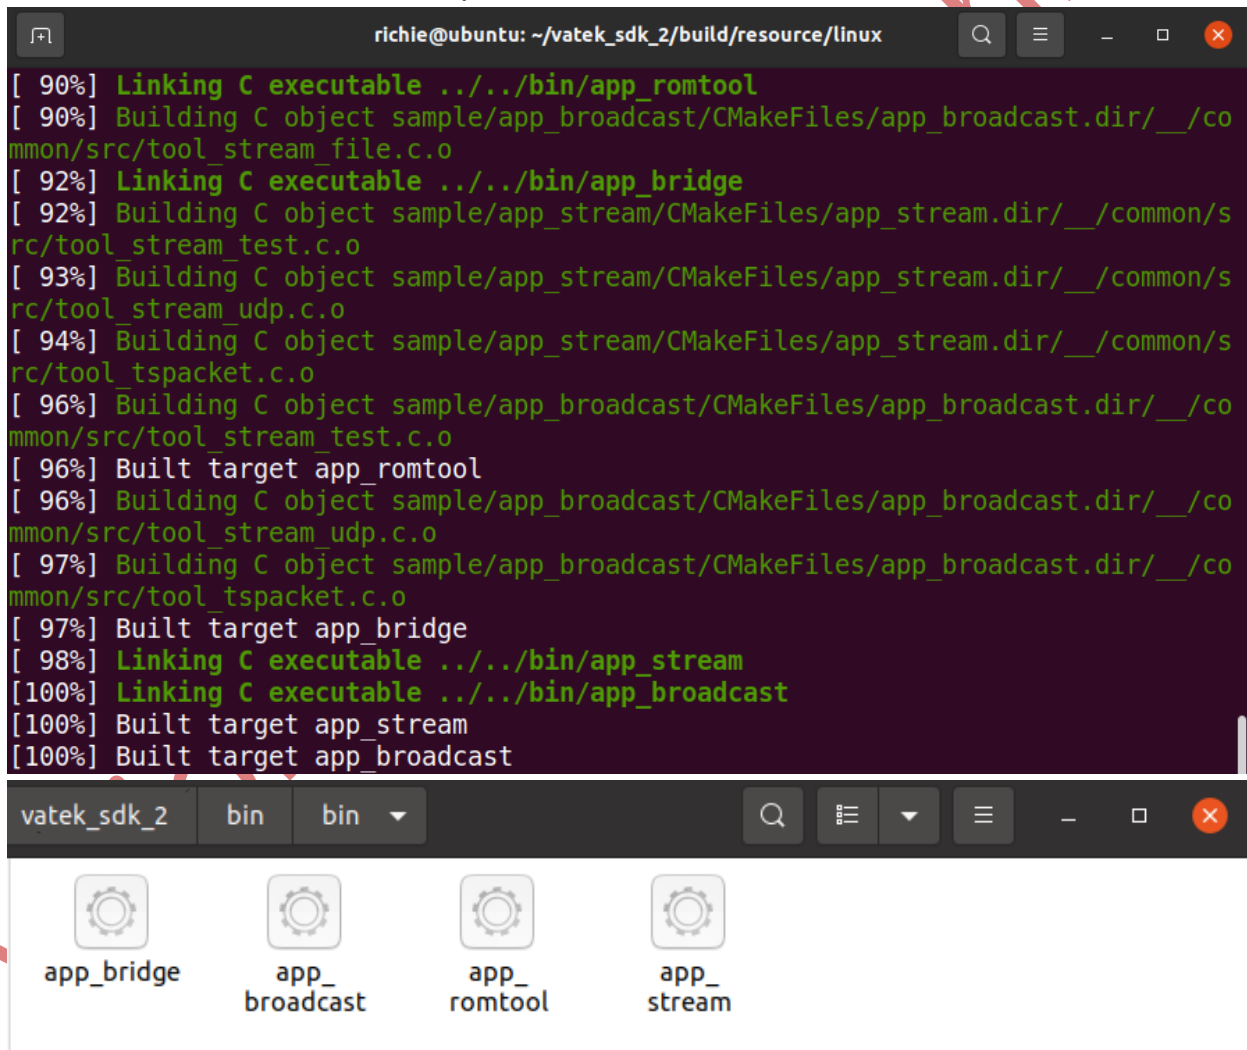 richie@ubuntu: ~/vatek_sdk_2/build/resource/linux
[ 90%] Linking C executable ../../bin/app_romtool
[ 90%] Building C object sample/app_broadcast/CMakeFiles/app_broadcast.dir/__/co
mmon/src/tool_stream_file.c.o
[ 92%] Linking C executable ../../bin/app_bridge
[ 92%] Building C object sample/app_stream/CMakeFiles/app_stream.dir/__/common/s
rc/tool_stream_test.c.o
[ 93%] Building C object sample/app_stream/CMakeFiles/app_stream.dir/__/common/s
rc/tool_stream_udp.c.o
[ 94%] Building C object sample/app_stream/CMakeFiles/app_stream.dir/__/common/s
rc/tool_tspacket.c.o
[ 96%] Building C object sample/app_broadcast/CMakeFiles/app_broadcast.dir/__/co
mmon/src/tool_stream_test.c.o
[ 96%] Built target app_romtool
[ 96%] Building C object sample/app_broadcast/CMakeFiles/app_broadcast.dir/__/co
mmon/src/tool_stream_udp.c.o
[ 97%] Building C object sample/app_broadcast/CMakeFiles/app_broadcast.dir/__/co
mmon/src/tool_tspacket.c.o
[ 97%] Built target app_bridge
[ 98%] Linking C executable ../../bin/app_stream
[100%] Linking C executable ../../bin/app_broadcast
[100%] Built target app_stream
[100%] Built target app_broadcast
vatek_sdk_2 bin bin
app_bridge
app_
broadcast
app_
romtool
app_
stream